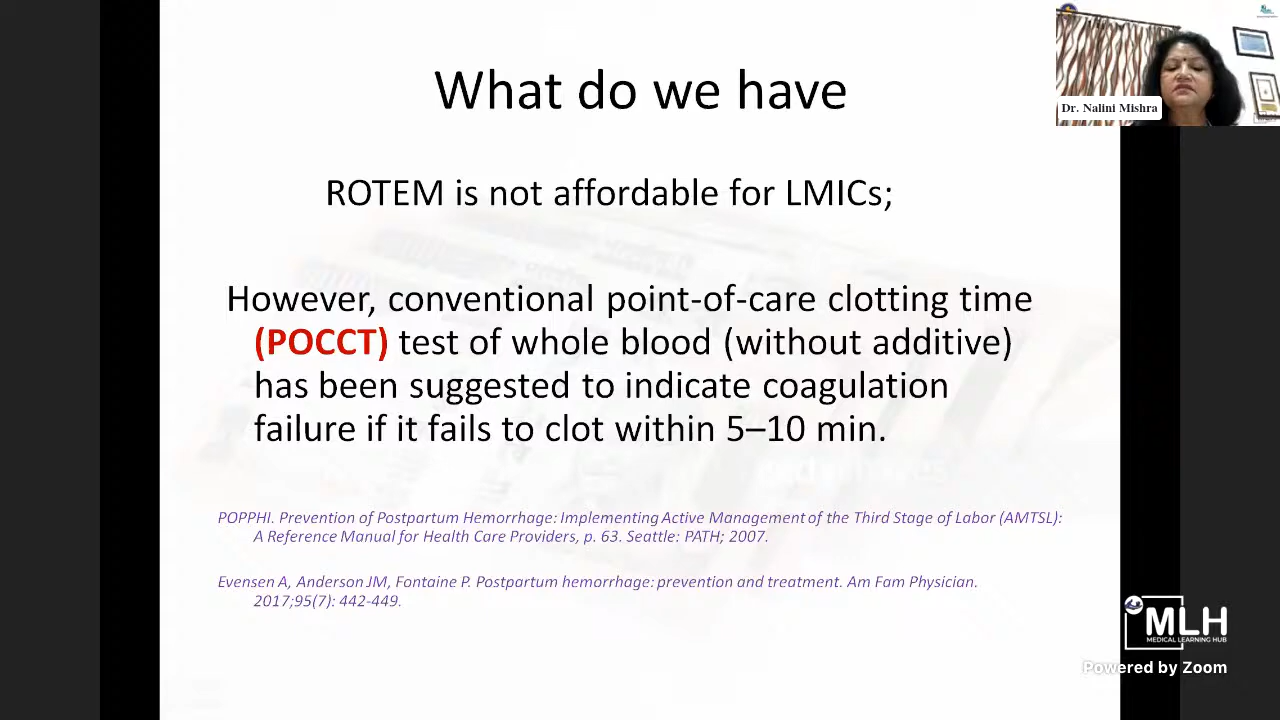 What do we have
Dr. Nalini Mishra
ROTEM is not affordable for LMICs;
However, conventional point-of-care clotting time
(POCCT) test of whole blood (without additive)
has been suggested to indicate coagulation
failure if it fails to clot within 5–10 min.
POPPHI. Prevention of Postpartum Hemorrhage: Implementing Active Management of the Third Stage of Labor (AMTSL):
A Reference Manual for Health Care Providers, p. 63. Seattle: PATH; 2007.
Evensen A, Anderson JM, Fontaine P. Postpartum hemorrhage: prevention and treatment. Am Fam Physician.
2017;95(7): 442-449.
MLH
MEDICAL LEARNING HUB
Powered by Zoom